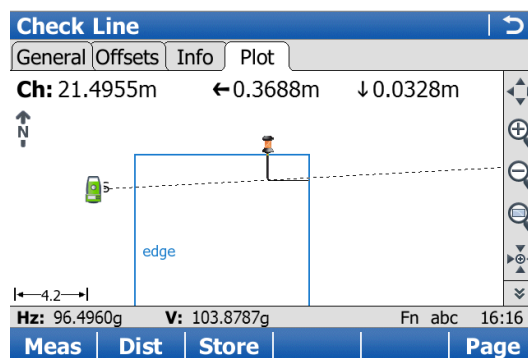 Check Line
General Offsets Info Plot
Ch: 21.4955m ←0.3688m ↓0.0328m
N
edge
4.2
Hz: 96.4960g V: 103.8787g Fn abc 16:16
Meas Dist Store Page